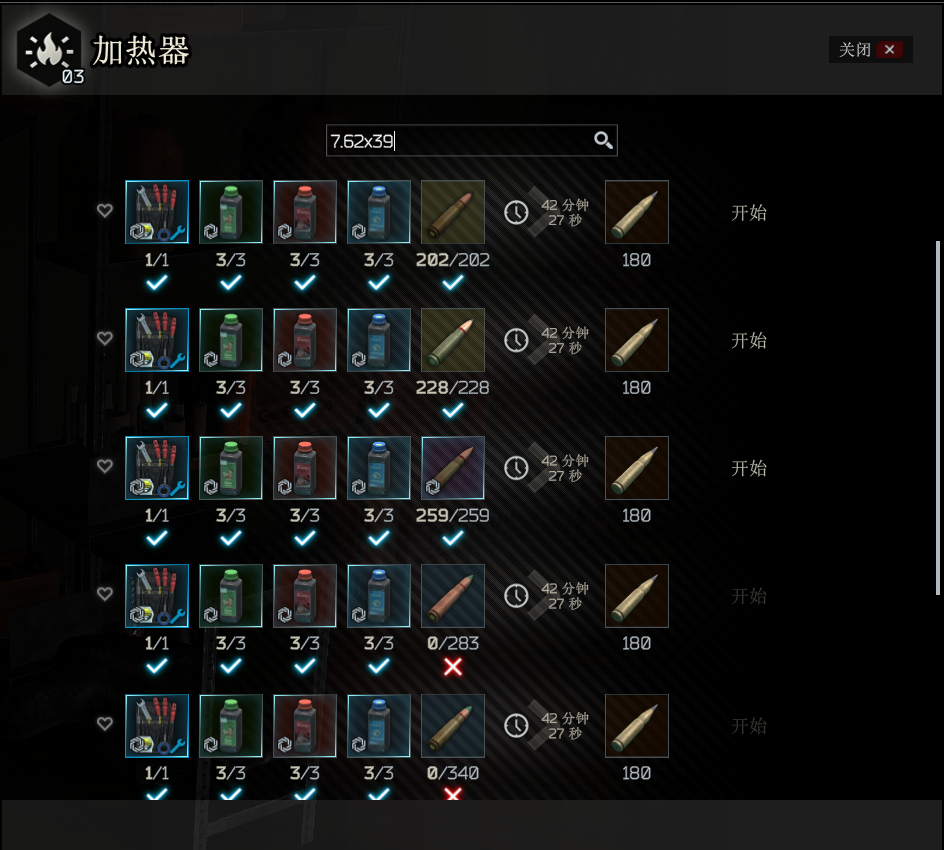 加热器
03
关闭
7.62x39
42 分钟
27 秒
开始
1/1 3/3 3/3 3/3 202/202 180
42 分钟
27 秒
开始
1/1 3/3 3/3 3/3 228/228 180
42 分钟
27 秒
开始
1/1 3/3 3/3 3/3 259/259 180
42 分钟
27 秒
开始
1/1 3/3 3/3 3/3 0/283 180
42 分钟
27 秒
开始
1/1 3/3 3/3 3/3 0/340 180